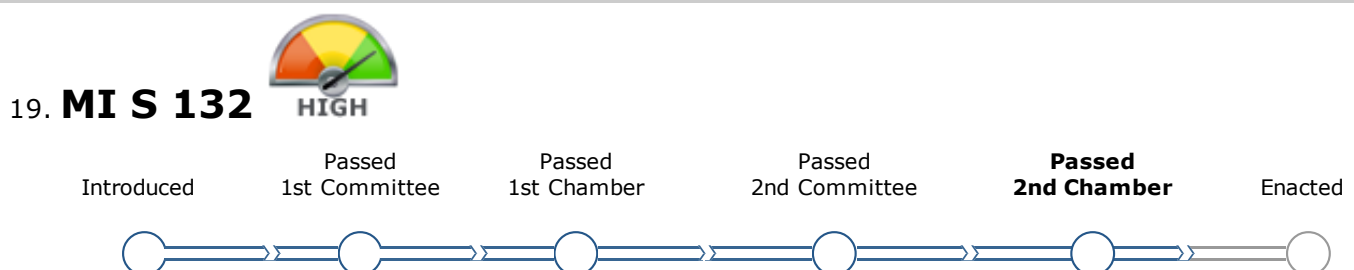 19. MI S 132
HIGH
Introduced
Passed
1st Committee
Passed
1st Chamber
Passed
2nd Committee
Passed
2nd Chamber
Enacted